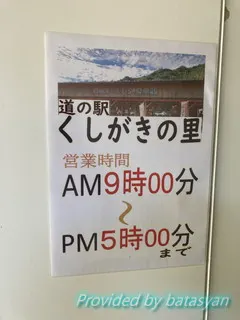 道の駅
くしがきの里
営業時間
AM9時00分
〜
PM5時00分
まで
Provided by batasyan